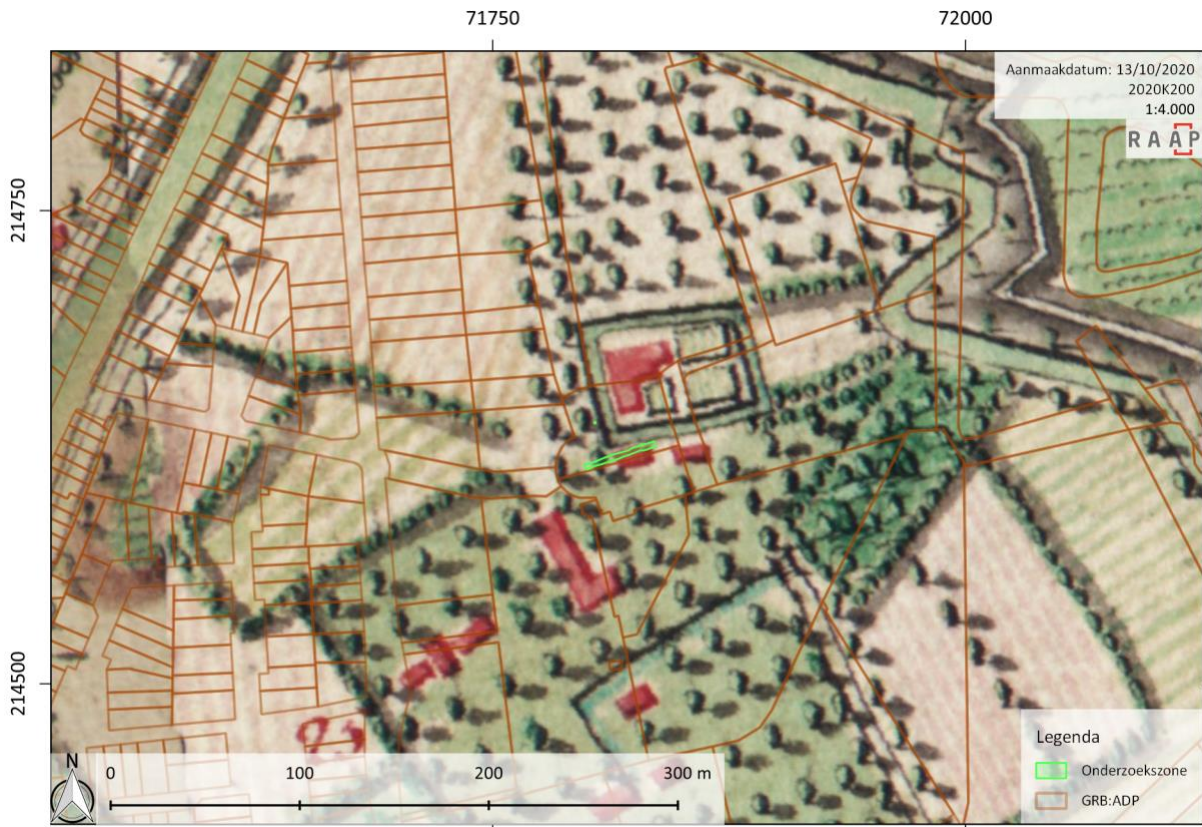 71750
72000
Aanmaakdatum: 13/10/2020
2020K200
1:4.000
RAAP
214750
214500
23
N
0 100 200 300 m
Legenda
Onderzoekszone
GRB:ADP